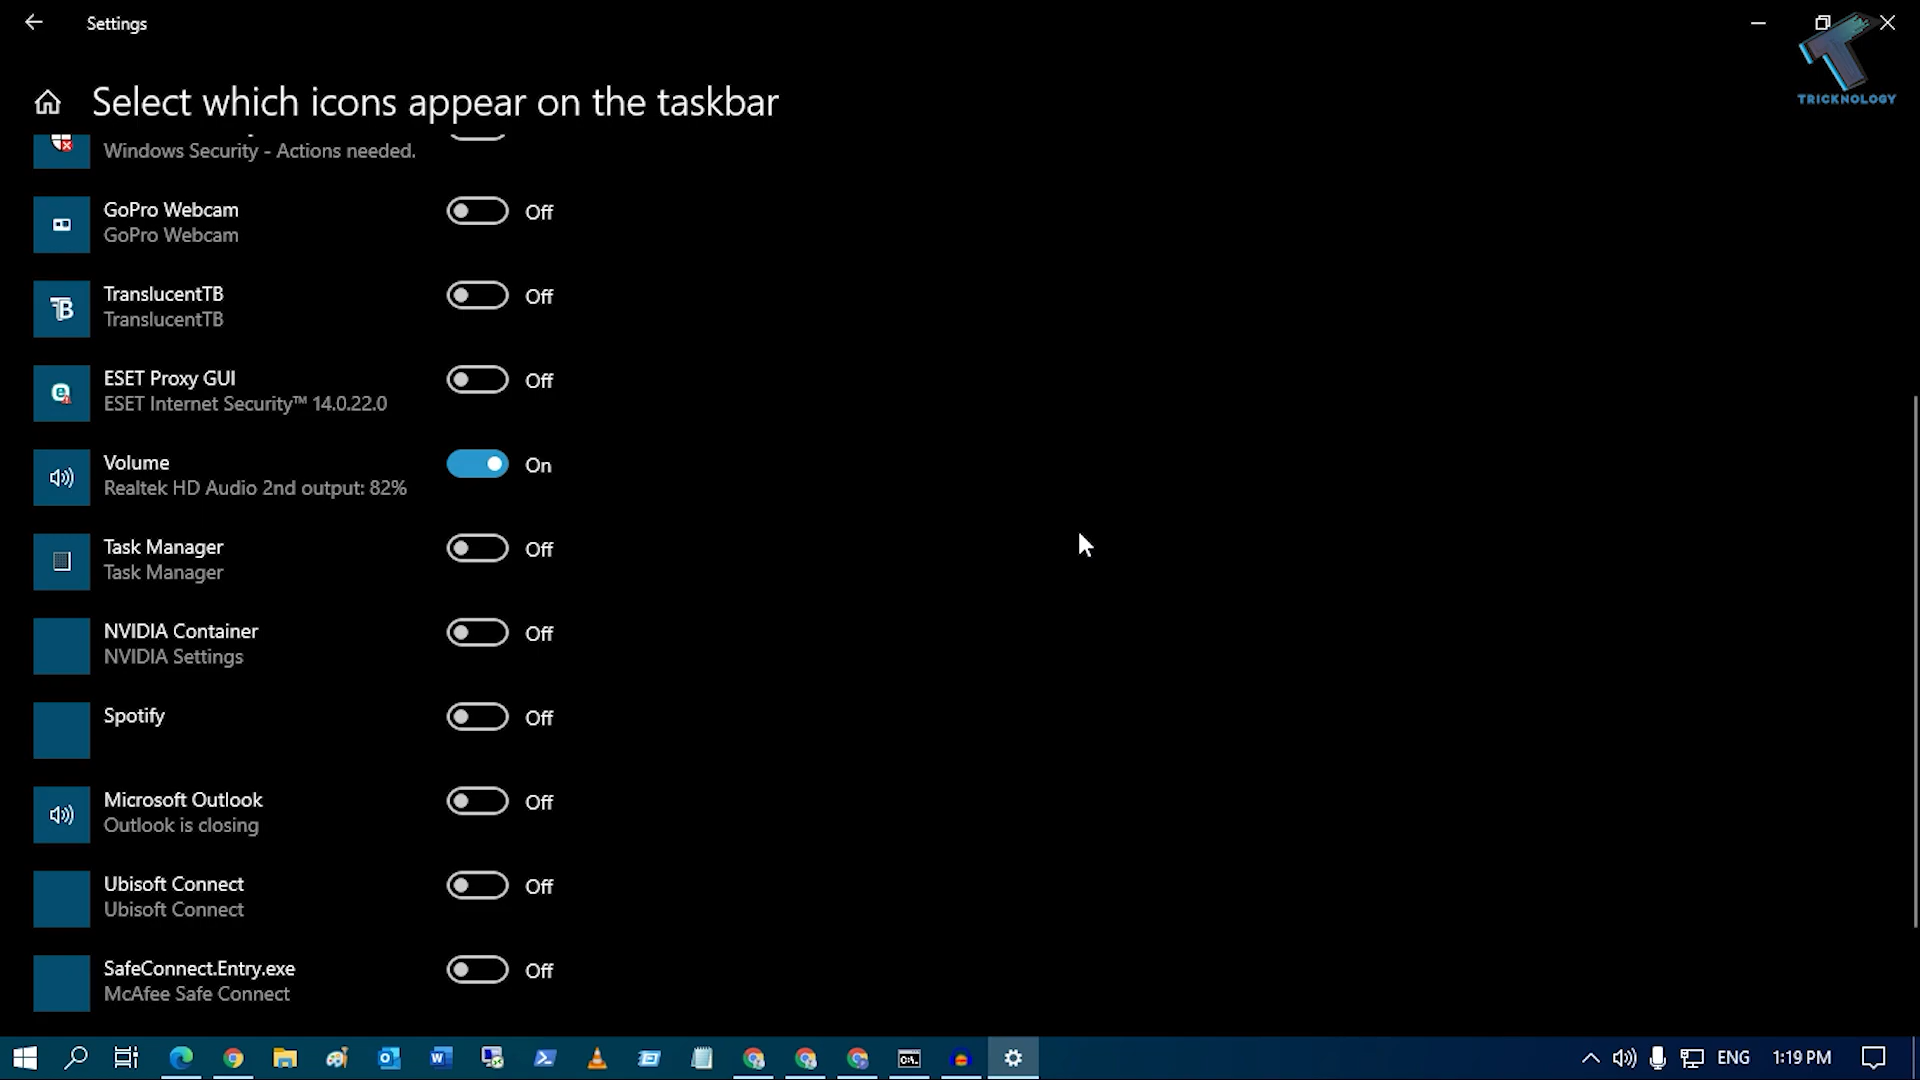 Settings
TRICKNOLOGY
Select which icons appear on the taskbar
Windows Security - Actions needed.
GoPro Webcam
GoPro Webcam
Off
TranslucentTB
TranslucentTB
Off
ESET Proxy GUI
ESET Internet Security™ 14.0.22.0
Off
Volume
Realtek HD Audio 2nd output: 82%
On
Task Manager
Task Manager
Off
NVIDIA Container
NVIDIA Settings
Off
Spotify
Off
Microsoft Outlook
Outlook is closing
Off
Ubisoft Connect
Ubisoft Connect
Off
SafeConnect.Entry.exe
McAfee Safe Connect
Off
ENG
1:19 PM